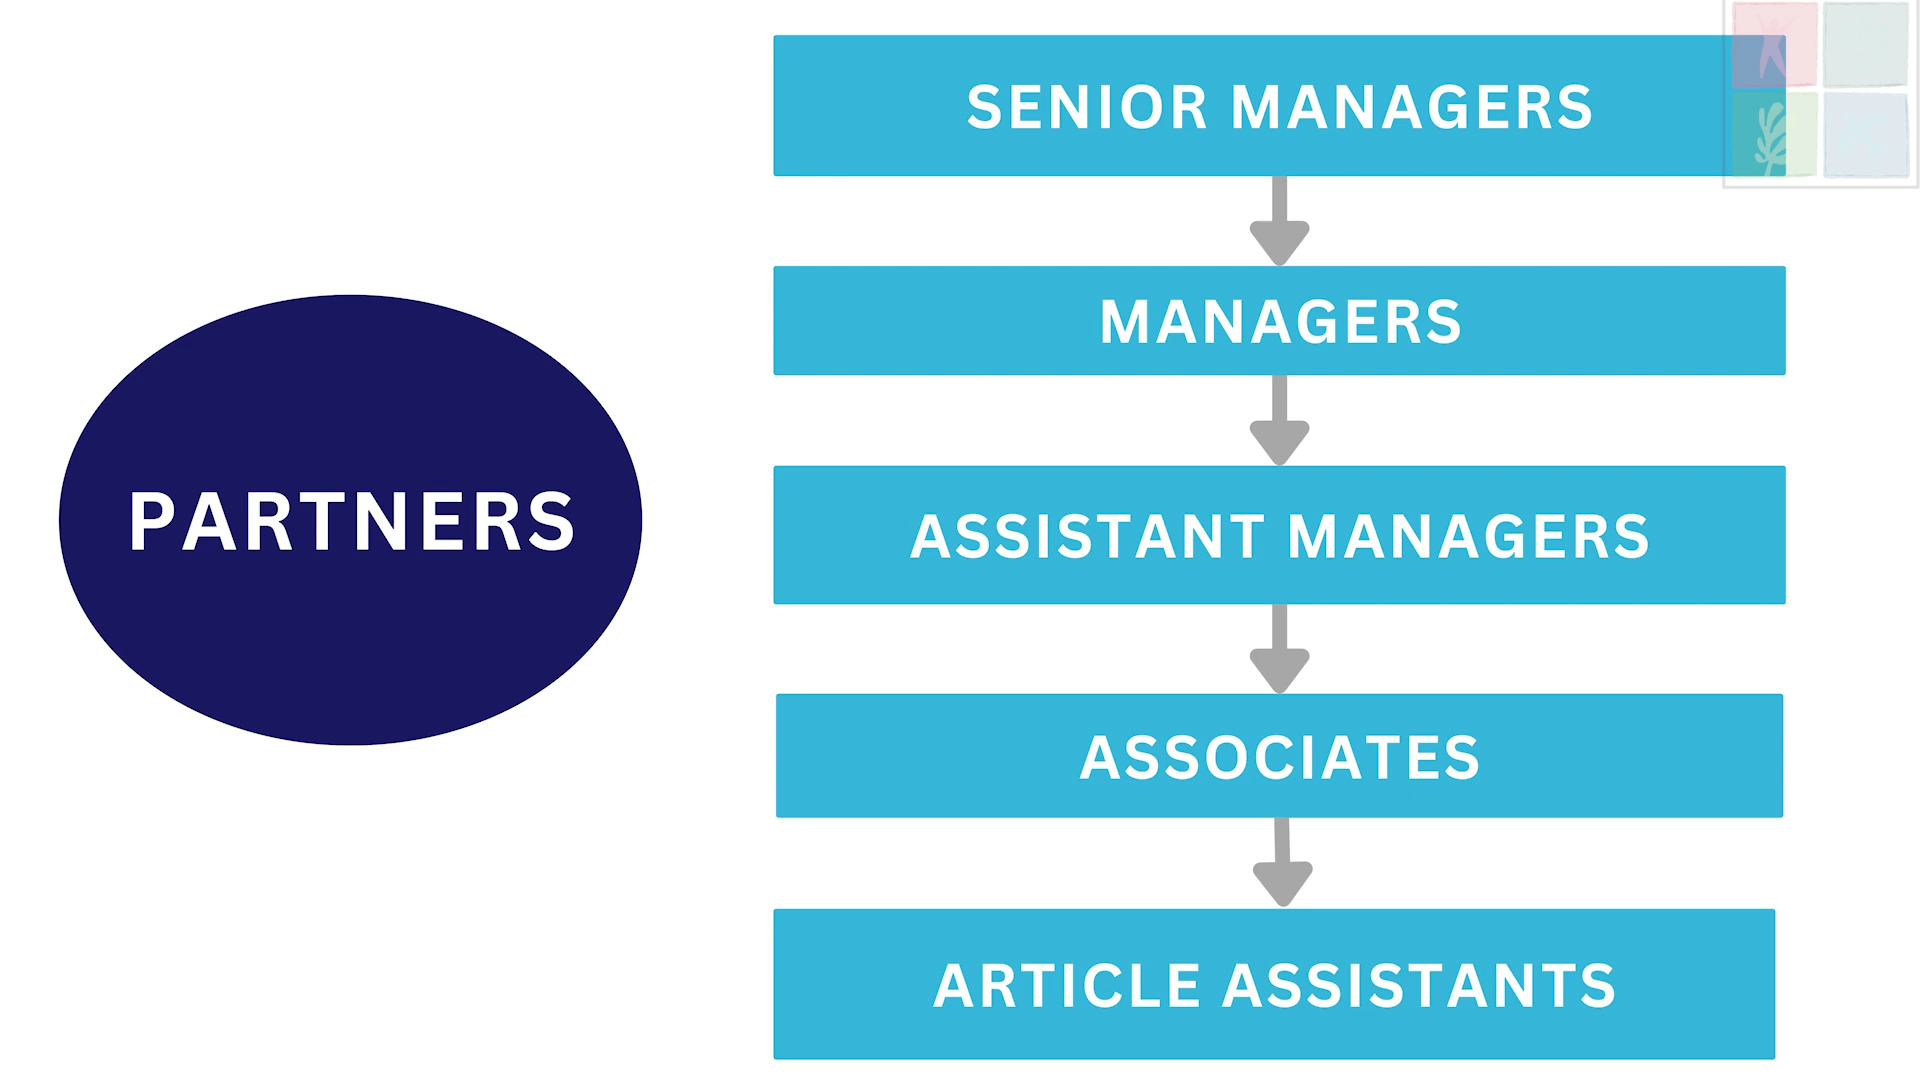 PARTNERS
SENIOR MANAGERS
MANAGERS
ASSISTANT MANAGERS
ASSOCIATES
ARTICLE ASSISTANTS